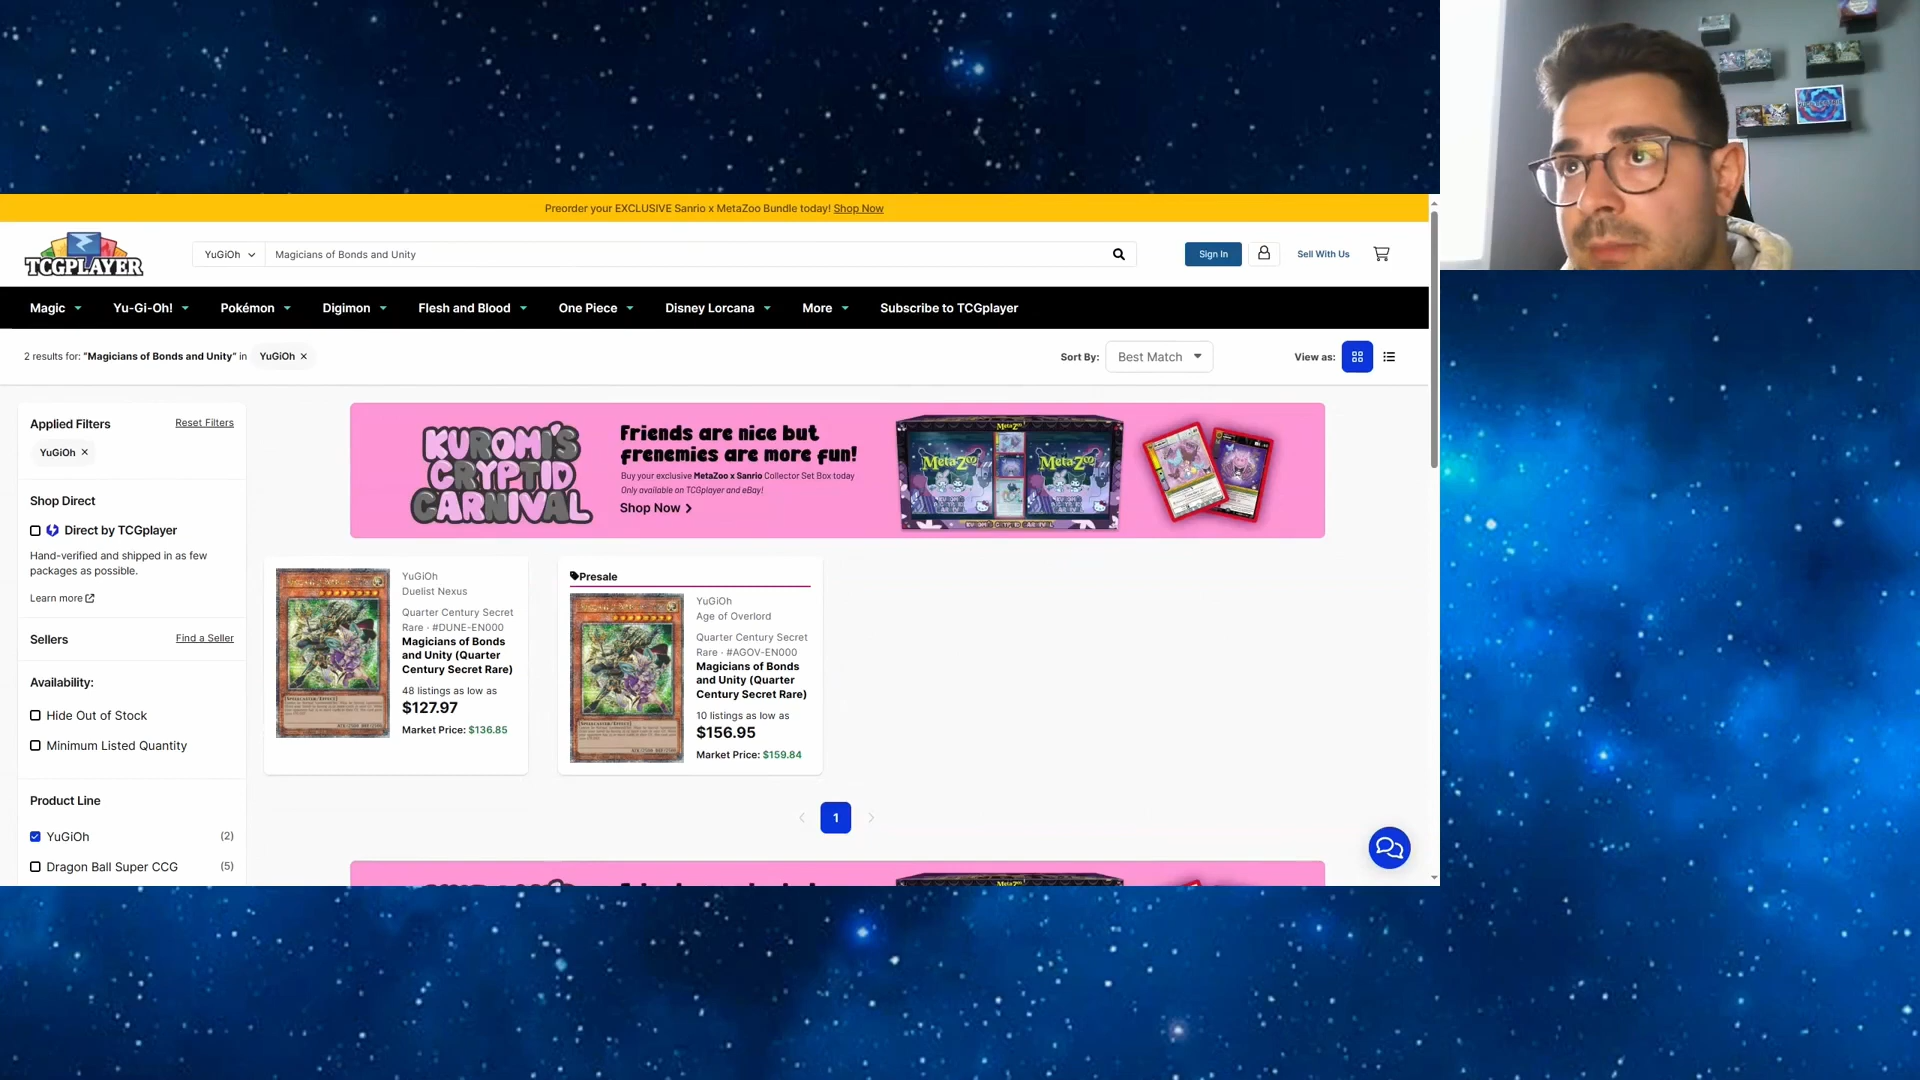 Preorder your EXCLUSIVE Sanrio x MetaZoo Bundle today! Shop Now
TCGPLAYER
YuGiOh
Magicians of Bonds and Unity
Sign In
Sell With Us
Magic
Yu-Gi-Oh!
Pokémon
Digimon
Flesh and Blood
One Piece
Disney Lorcana
More
Subscribe to TCGplayer
2 results for: "Magicians of Bonds and Unity" in
YuGiOh ×
Sort By:
Best Match
View as:
Applied Filters
Reset Filters
YuGiOh ×
Shop Direct
Direct by TCGplayer
Hand-verified and shipped in as few
packages as possible.
Learn more
Sellers
Find a Seller
Availability:
Hide Out of Stock
Minimum Listed Quantity
Product Line
YuGiOh
(2)
Dragon Ball Super CCG
(5)
KUROMI'S
CRYPTID
CARNIVAL
Friends are nice but
frenemies are more fun!
Buy your exclusive MetaZoo x Sanrio Collector Set Box today
Only available on TCGplayer and eBay!
Shop Now
MetaZoo
MetaZoo
MetaZoo
YuGiOh
Duelist Nexus
Quarter Century Secret
Rare · #DUNE-EN000
Magicians of Bonds
and Unity (Quarter
Century Secret Rare)
48 listings as low as
$127.97
Market Price: $136.85
Presale
YuGiOh
Age of Overlord
Quarter Century Secret
Rare · #AGOV-EN000
Magicians of Bonds
and Unity (Quarter
Century Secret Rare)
10 listings as low as
$156.95
Market Price: $159.84
1
MetaZoo